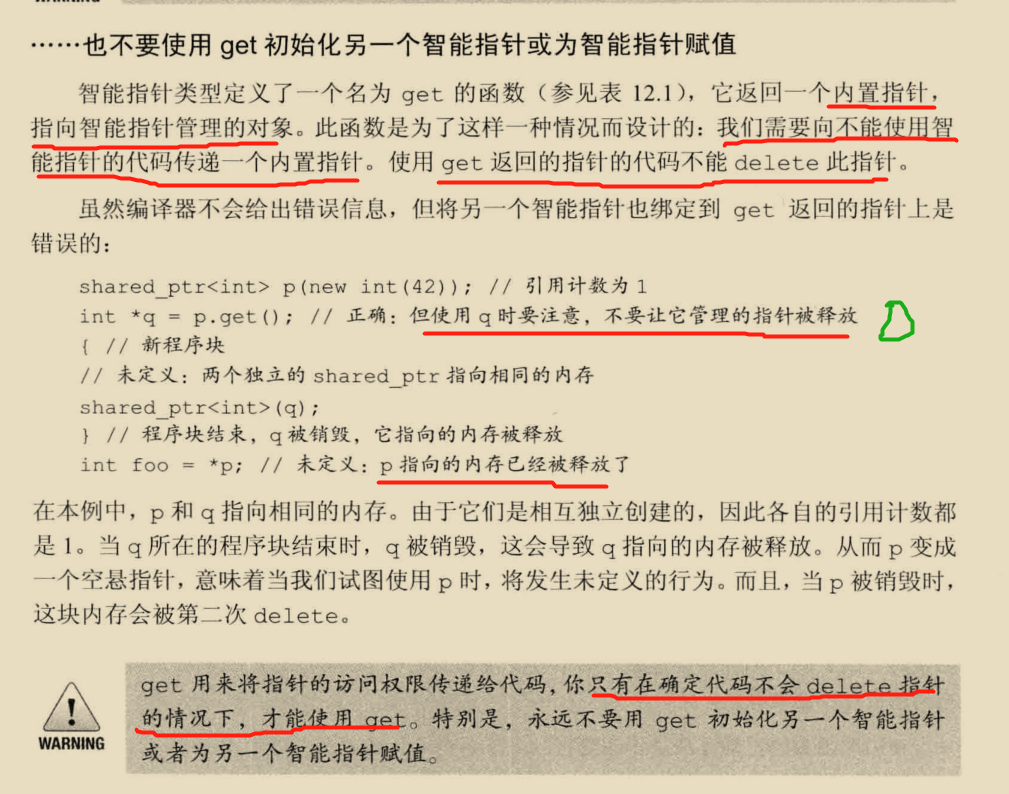 ……也不要使用 get 初始化另一个智能指针或为智能指针赋值
智能指针类型定义了一个名为 get 的函数（参见表 12.1），它返回一个内置指针，
指向智能指针管理的对象。此函数是为了这样一种情况而设计的：我们需要向不能使用智
能指针的代码传递一个内置指针。使用 get 返回的指针的代码不能 delete 此指针。
虽然编译器不会给出错误信息，但将另一个智能指针也绑定到 get 返回的指针上是
错误的：
shared_ptr<int> p(new int(42)); // 引用计数为 1
int *q = p.get(); // 正确：但使用 q 时要注意，不要让它管理的指针被释放
{ // 新程序块
// 未定义：两个独立的 shared_ptr 指向相同的内存
shared_ptr<int>(q);
} // 程序块结束，q 被销毁，它指向的内存被释放
int foo = *p; // 未定义：p 指向的内存已经被释放了
在本例中，p 和 q 指向相同的内存。由于它们是相互独立创建的，因此各自的引用计数都
是 1。当 q 所在的程序块结束时，q 被销毁，这会导致 q 指向的内存被释放。从而 p 变成
一个空悬指针，意味着当我们试图使用 p 时，将发生未定义的行为。而且，当 p 被销毁时，
这块内存会被第二次 delete。
get 用来将指针的访问权限传递给代码，你只有在确定代码不会 delete 指针
的情况下，才能使用 get。特别是，永远不要用 get 初始化另一个智能指针
WARNING
或者为另一个智能指针赋值。